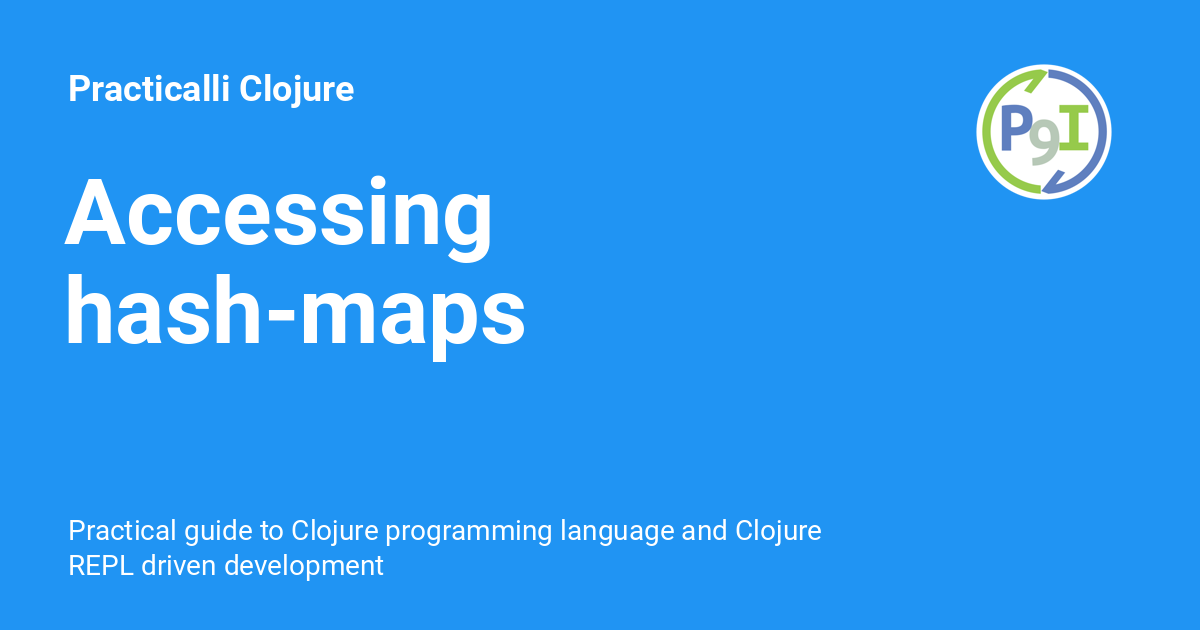 Practicalli Clojure
P9I
Accessing
hash-maps
Practical guide to Clojure programming language and Clojure
REPL driven development